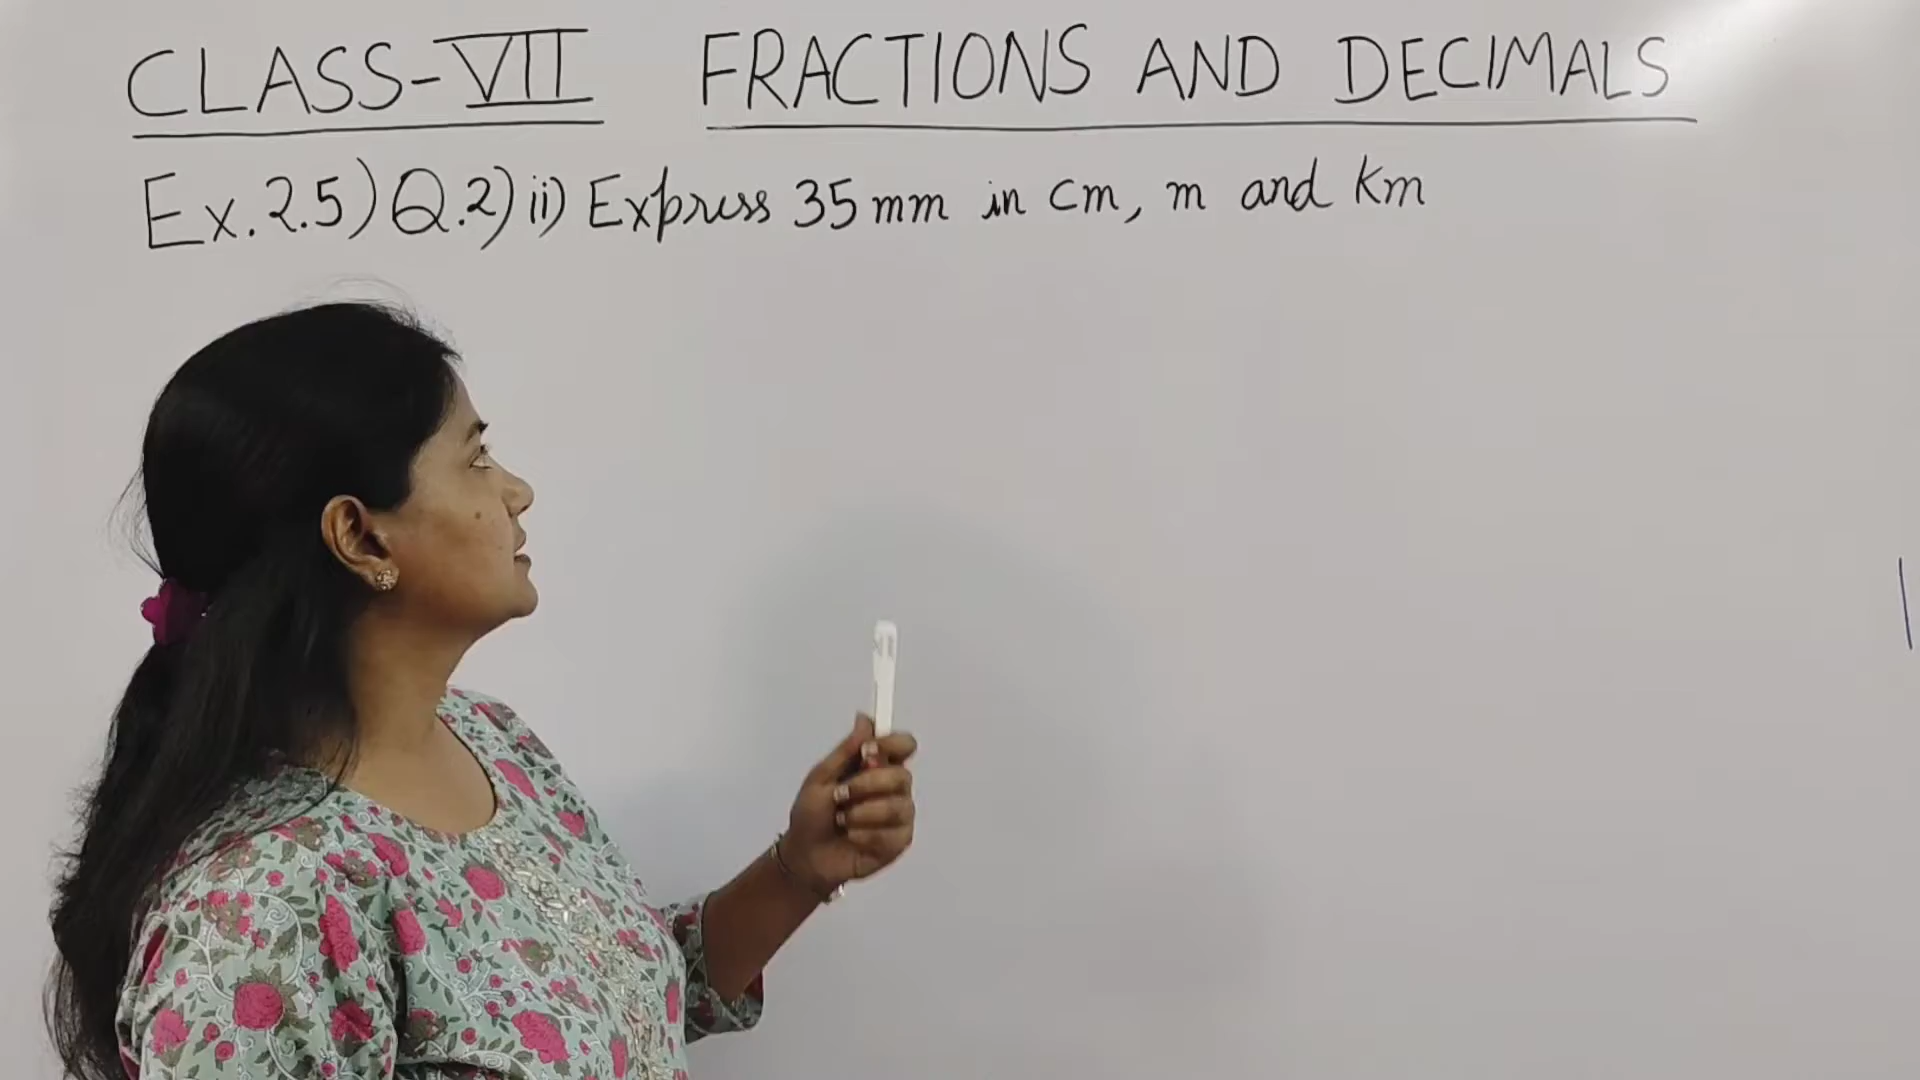 CLASS-VII FRACTIONS AND DECIMALS
Ex.2.5) Q.2) ii) Express 35 mm in cm, m and km